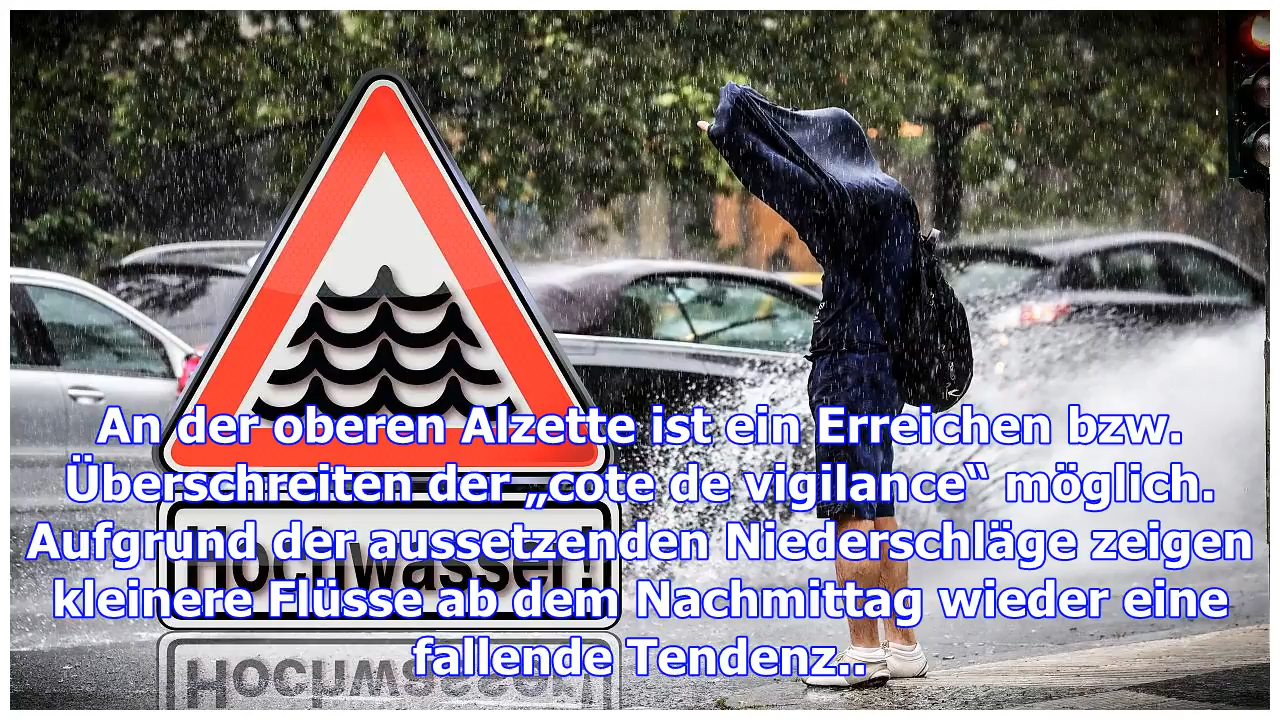 An der oberen Alzette ist ein Erreichen bzw.
Überschreiten der „cote de vigilance“ möglich.
Aufgrund der aussetzenden Niederschläge zeigen
Hochwasser!
kleinere Flüsse ab dem Nachmittag wieder eine
fallende Tendenz..
Hochwasser!